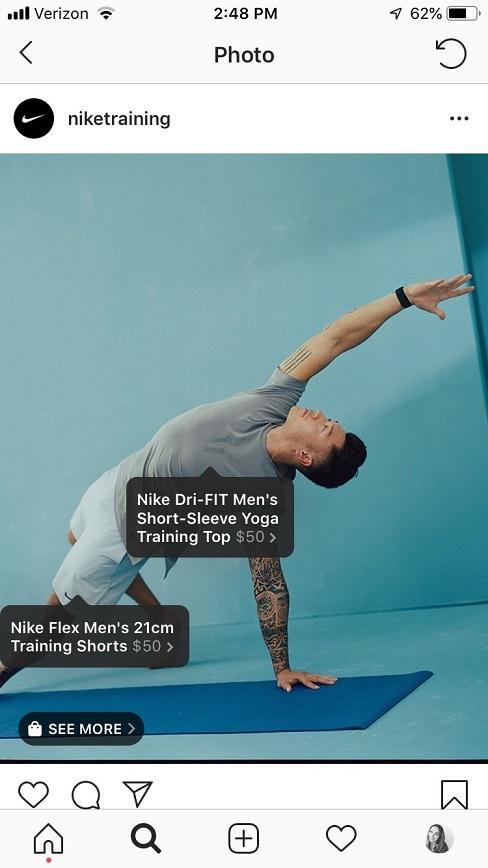 Verizon 2:48 PM 62%
Photo
niketraining
Nike Dri-FIT Men's
Short-Sleeve Yoga
Training Top $50 >
Nike Flex Men's 21cm
Training Shorts $50 >
SEE MORE >